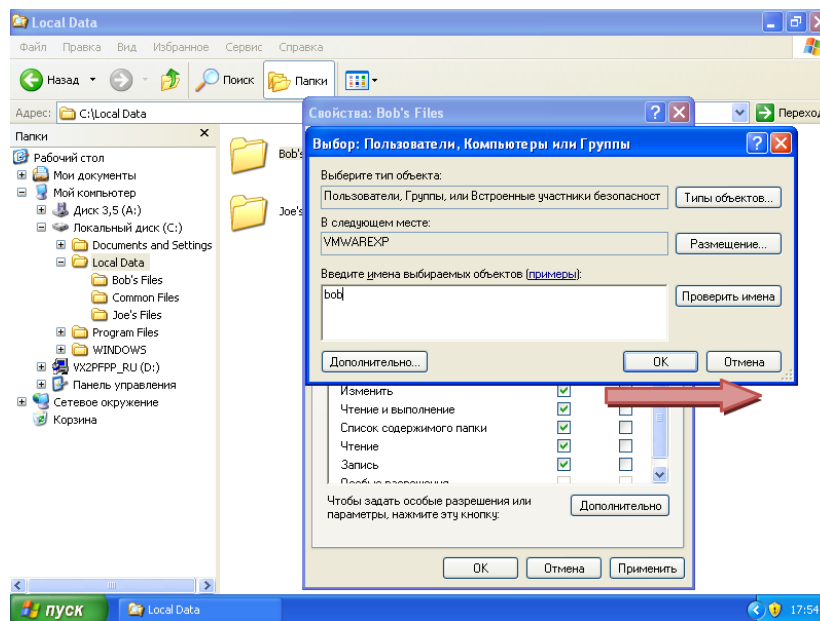 Local Data
Файл Правка Вид Избранное Сервис Справка
Назад Поиск Папки
Адрес: C:\Local Data Переход
Папки
Рабочий стол
Мои документы
Мой компьютер
Диск 3,5 (A:)
Локальный диск (C:)
Documents and Settings
Local Data
Bob's Files
Common Files
Joe's Files
Program Files
WINDOWS
VX2PFPP_RU (D:)
Панель управления
Сетевое окружение
Корзина
Bob's
Joe's
Свойства: Bob's Files
Выбор: Пользователи, Компьютеры или Группы
Выберите тип объекта:
Пользователи, Группы, или Встроенные участники безопасност Типы объектов...
В следующем месте:
VMWAREXP Размещение...
Введите имена выбираемых объектов (примеры):
bob Проверить имена
Дополнительно... OK Отмена
Изменить
Чтение и выполнение
Список содержимого папки
Чтение
Запись
Чтобы задать особые разрешения или
параметры, нажмите эту кнопку. Дополнительно
OK Отмена Применить
пуск Local Data 17:54